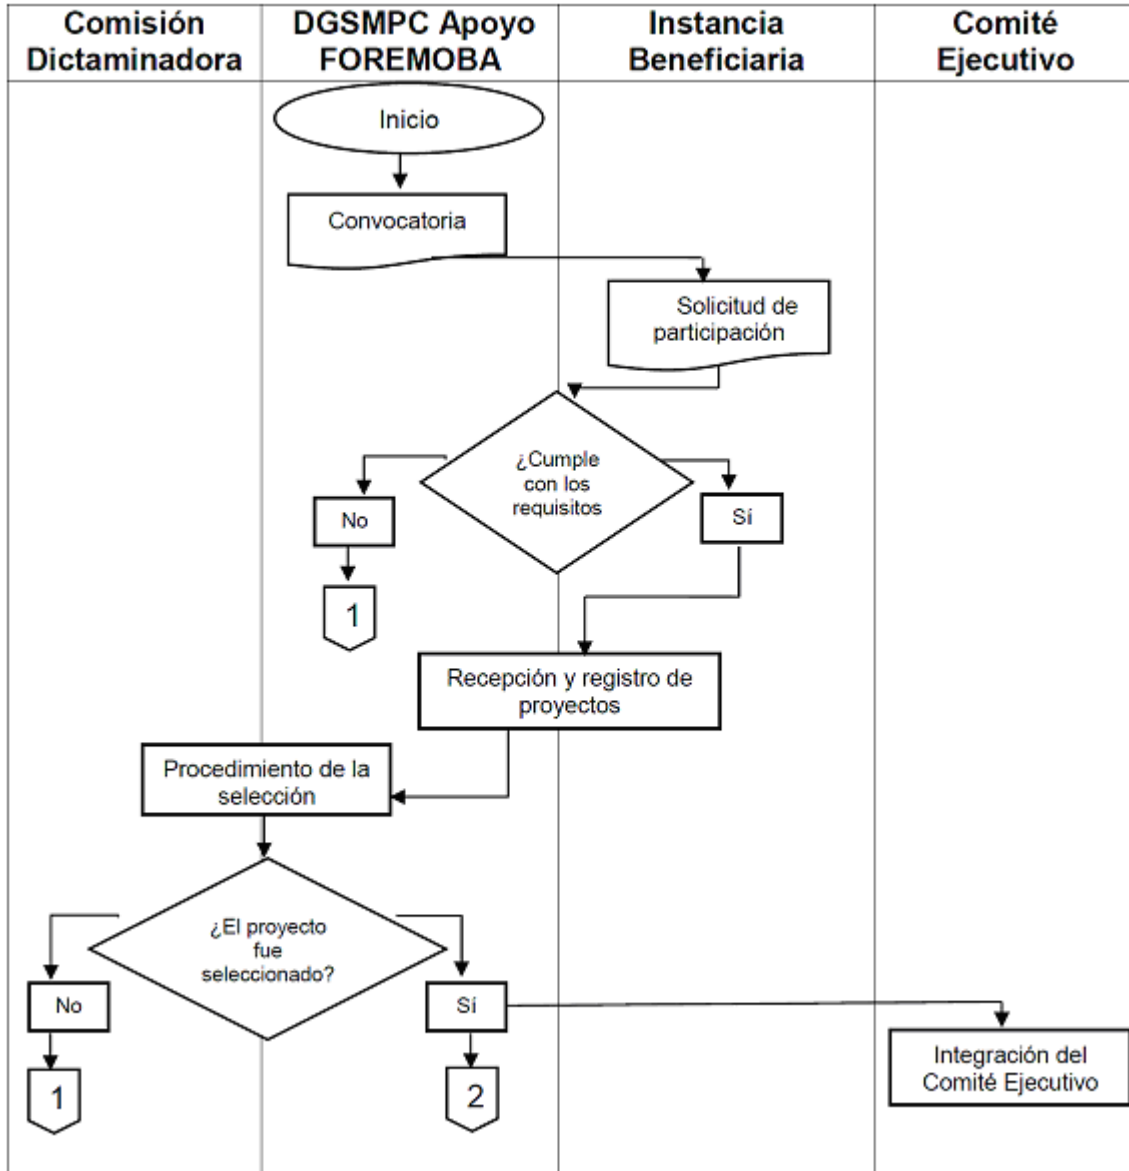 Comisión
Dictaminadora
DGSMPC Apoyo
FOREMOBA
Instancia
Beneficiaria
Comité
Ejecutivo
Inicio
Convocatoria
Solicitud de
participación
¿Cumple
con los
requisitos
No
Sí
1
Recepción y registro de
proyectos
Procedimiento de la
selección
¿El proyecto
fue
seleccionado?
No
Sí
Integración del
Comité Ejecutivo
1
2